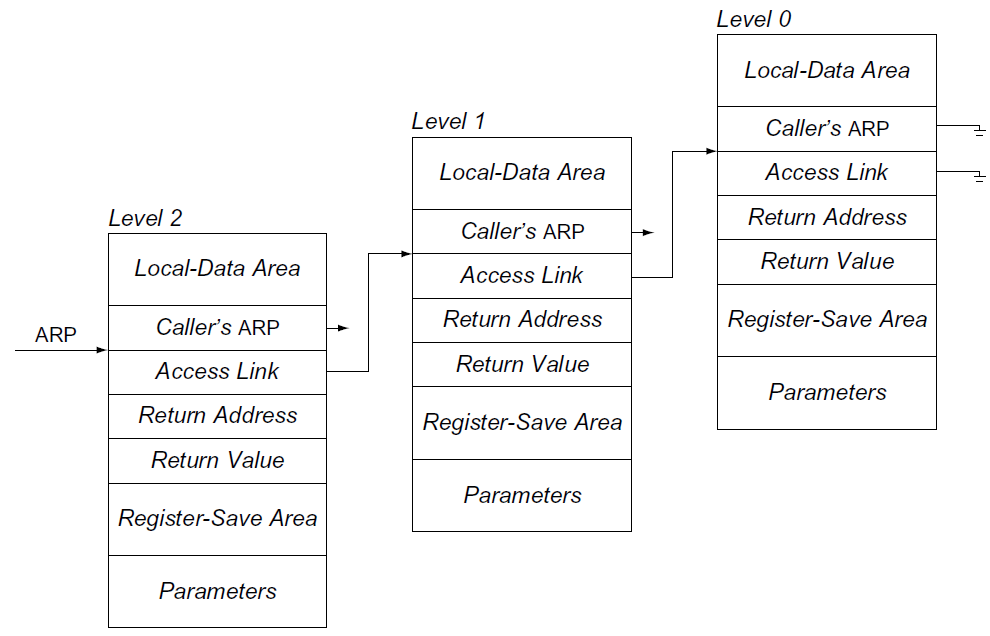 Level 0
Local-Data Area
Caller's ARP
Access Link
Return Address
Return Value
Register-Save Area
Parameters
Level 1
Local-Data Area
Caller's ARP
Access Link
Return Address
Return Value
Register-Save Area
Parameters
Level 2
Local-Data Area
Caller's ARP
Access Link
Return Address
Return Value
Register-Save Area
Parameters
ARP